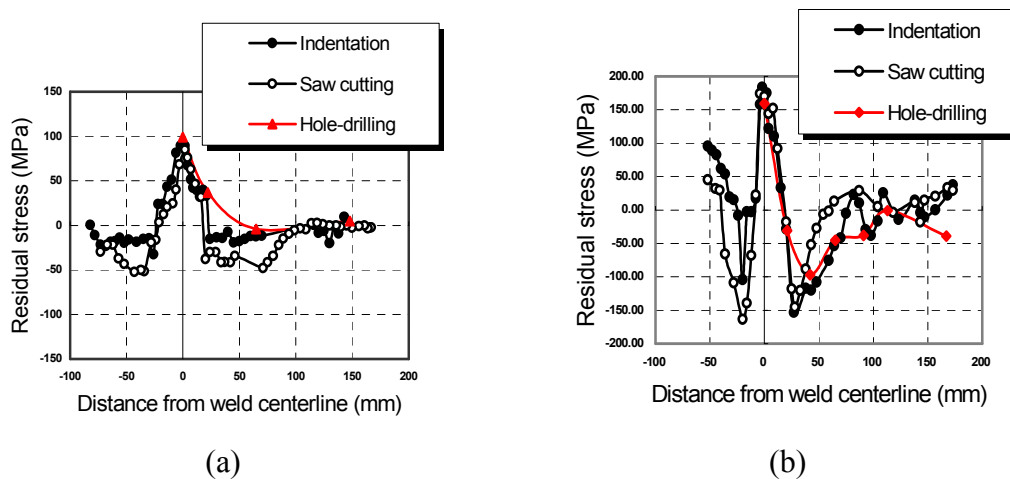 Indentation
Saw cutting
Hole-drilling
150
100
50
0
-50
-100
-150
-100 -50 0 50 100 150 200
Residual stress (MPa)
Distance from weld centerline (mm)
(a)
Indentation
Saw cutting
Hole-drilling
200.00
150.00
100.00
50.00
0.00
-50.00
-100.00
-150.00
-200.00
-100 -50 0 50 100 150 200
Residual stress (MPa)
Distance from weld centerline (mm)
(b)